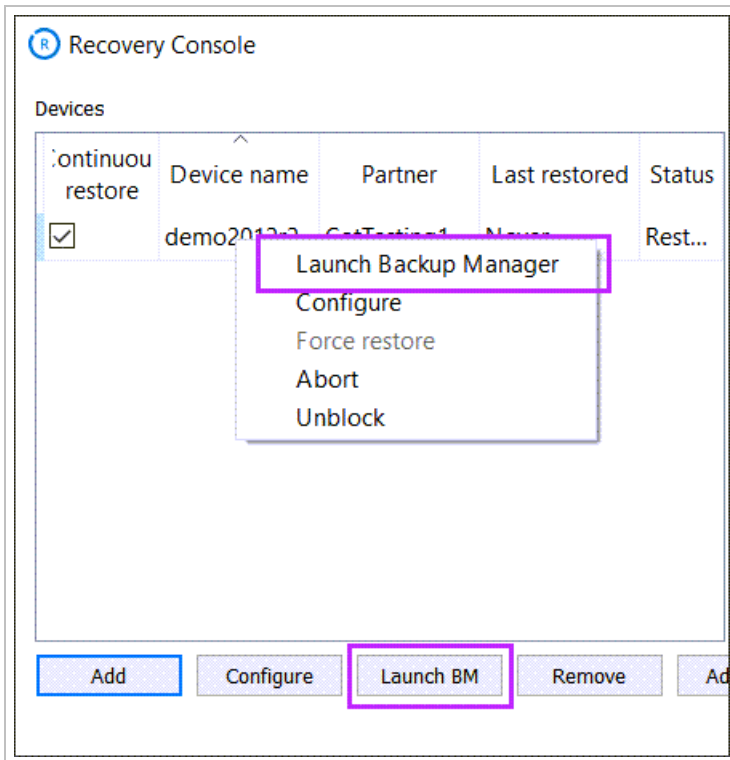 R
Recovery Console
Devices
ontinuou
restore
Device name
Partner
Last restored
Status
Rest...
Launch Backup Manager
Configure
Force restore
Abort
Unblock
Add
Configure
Launch BM
Remove
Ad